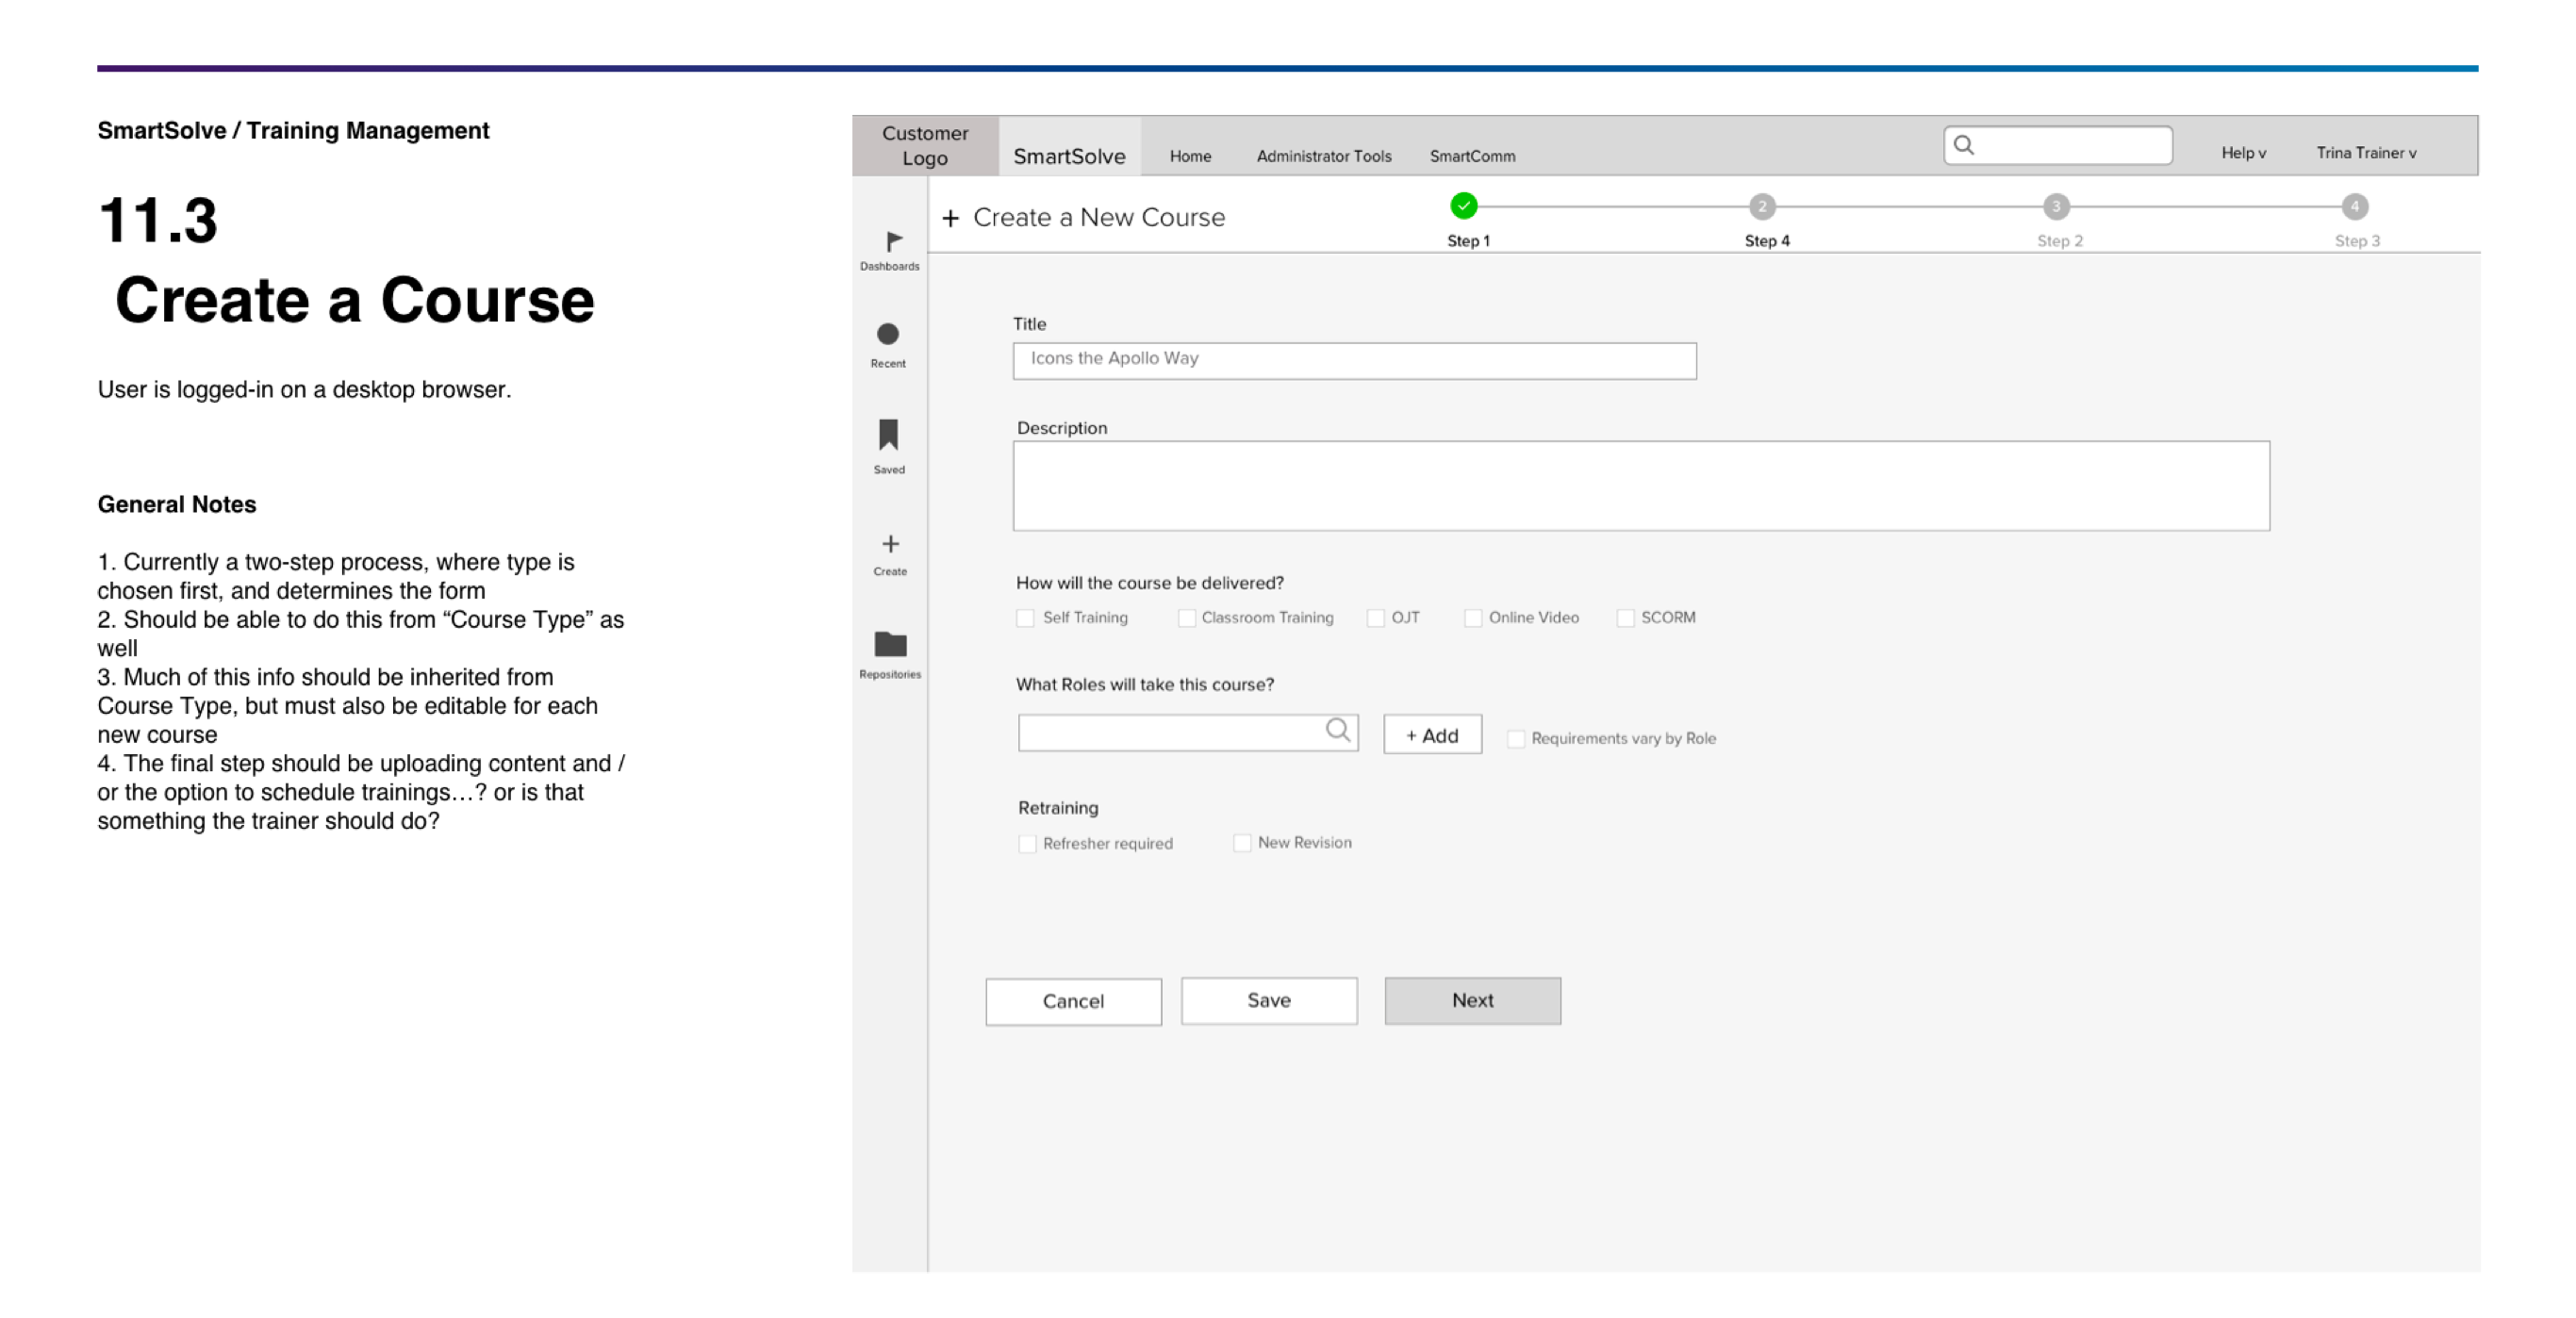 SmartSolve / Training Management
11.3
Create a Course
User is logged-in on a desktop browser.
General Notes
1. Currently a two-step process, where type is
chosen first, and determines the form
2. Should be able to do this from “Course Type” as
well
3. Much of this info should be inherited from
Course Type, but must also be editable for each
new course
4. The final step should be uploading content and /
or the option to schedule trainings…? or is that
something the trainer should do?
Customer
Logo
SmartSolve
Home
Administrator Tools
SmartComm
Help v
Trina Trainer v
+ Create a New Course
2
3
4
Step 1
Step 4
Step 2
Step 3
Dashboards
Recent
Saved
Create
Repositories
Title
Icons the Apollo Way
Description
How will the course be delivered?
Self Training
Classroom Training
OJT
Online Video
SCORM
What Roles will take this course?
+ Add
Requirements vary by Role
Retraining
Refresher required
New Revision
Cancel
Save
Next